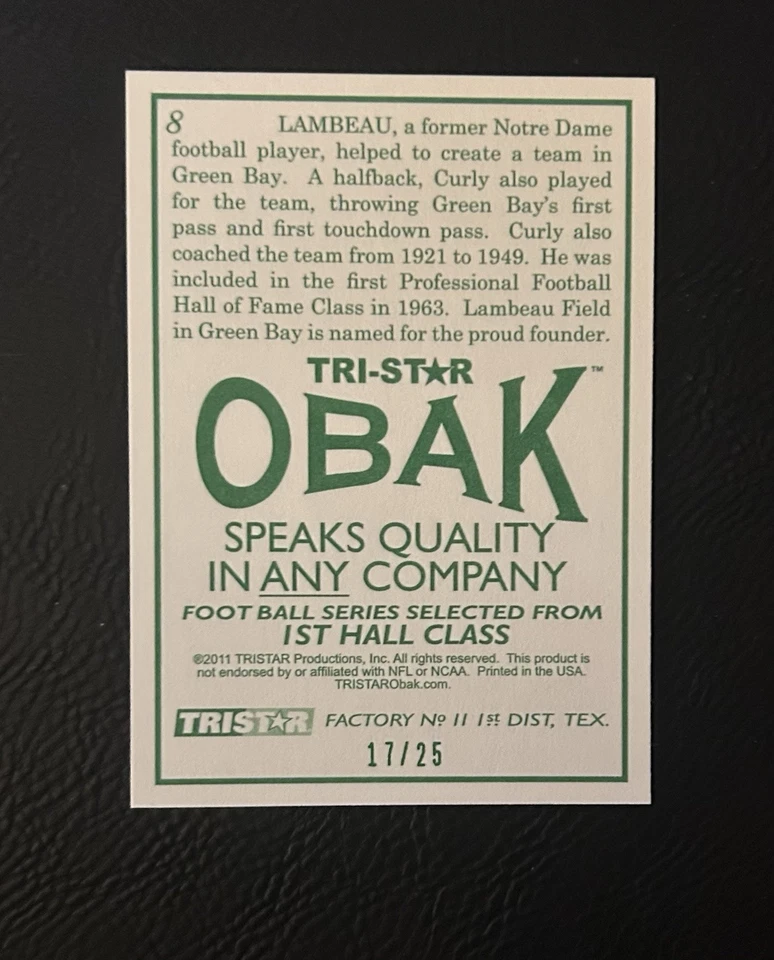 8 LAMBEAU, a former Notre Dame
football player, helped to create a team in
Green Bay. A halfback, Curly also played
for the team, throwing Green Bay's first
pass and first touchdown pass. Curly also
coached the team from 1921 to 1949. He was
included in the first Professional Football
Hall of Fame Class in 1963. Lambeau Field
in Green Bay is named for the proud founder.
TRI-ST★R
OBAK™
SPEAKS QUALITY
IN ANY COMPANY
FOOT BALL SERIES SELECTED FROM
1ST HALL CLASS
©2011 TRISTAR Productions, Inc. All rights reserved. This product is
not endorsed by or affiliated with NFL or NCAA. Printed in the USA.
TRISTARObak.com.
TRIST★R FACTORY Nº 11 1st DIST, TEX.
17/25